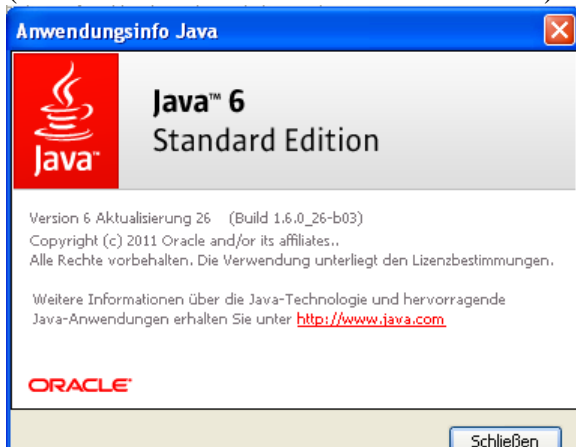 Anwendungsinfo Java
Java™
Java™ 6
Standard Edition
Version 6 Aktualisierung 26 (Build 1.6.0_26-b03)
Copyright (c) 2011 Oracle and/or its affiliates..
Alle Rechte vorbehalten. Die Verwendung unterliegt den Lizenzbestimmungen.
Weitere Informationen über die Java-Technologie und hervorragende
Java-Anwendungen erhalten Sie unter http://www.java.com
ORACLE®
Schließen